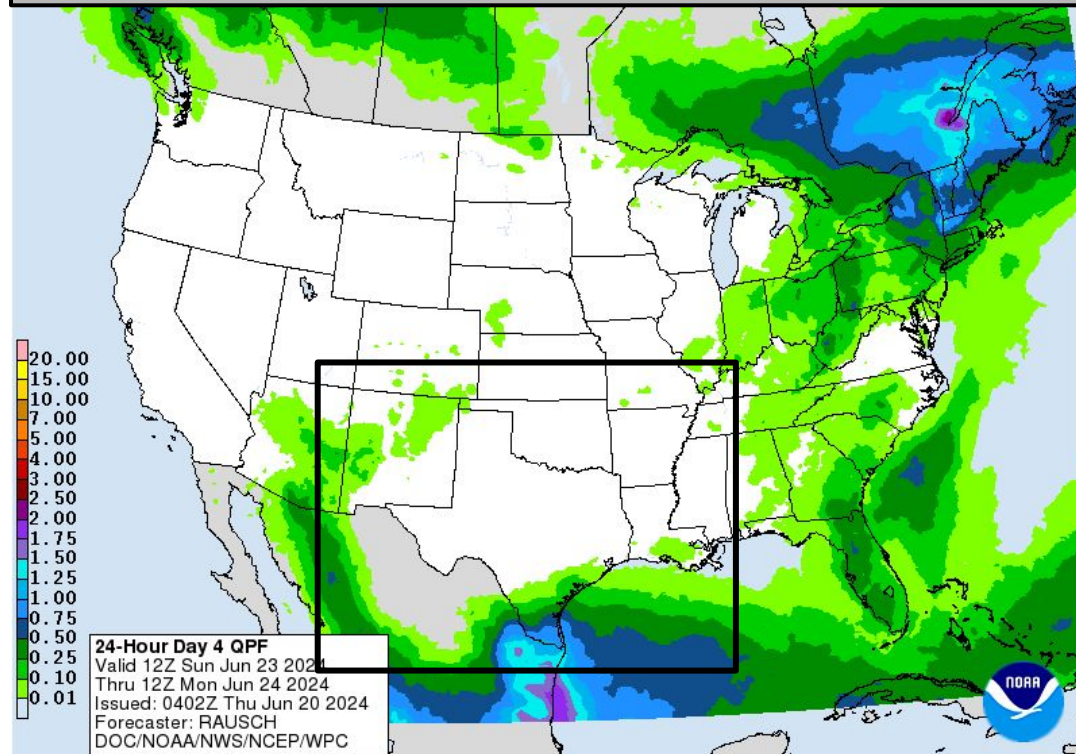 20.00
15.00
10.00
7.00
5.00
4.00
3.00
2.50
2.00
1.75
1.50
1.25
1.00
0.75
0.50
0.25
0.10
0.01
24-Hour Day 4 QPF
Valid 12Z Sun Jun 23 2024
Thru 12Z Mon Jun 24 2024
Issued: 0402Z Thu Jun 20 2024
Forecaster: RAUSCH
DOC/NOAA/NWS/NCEP/WPC
NOAA